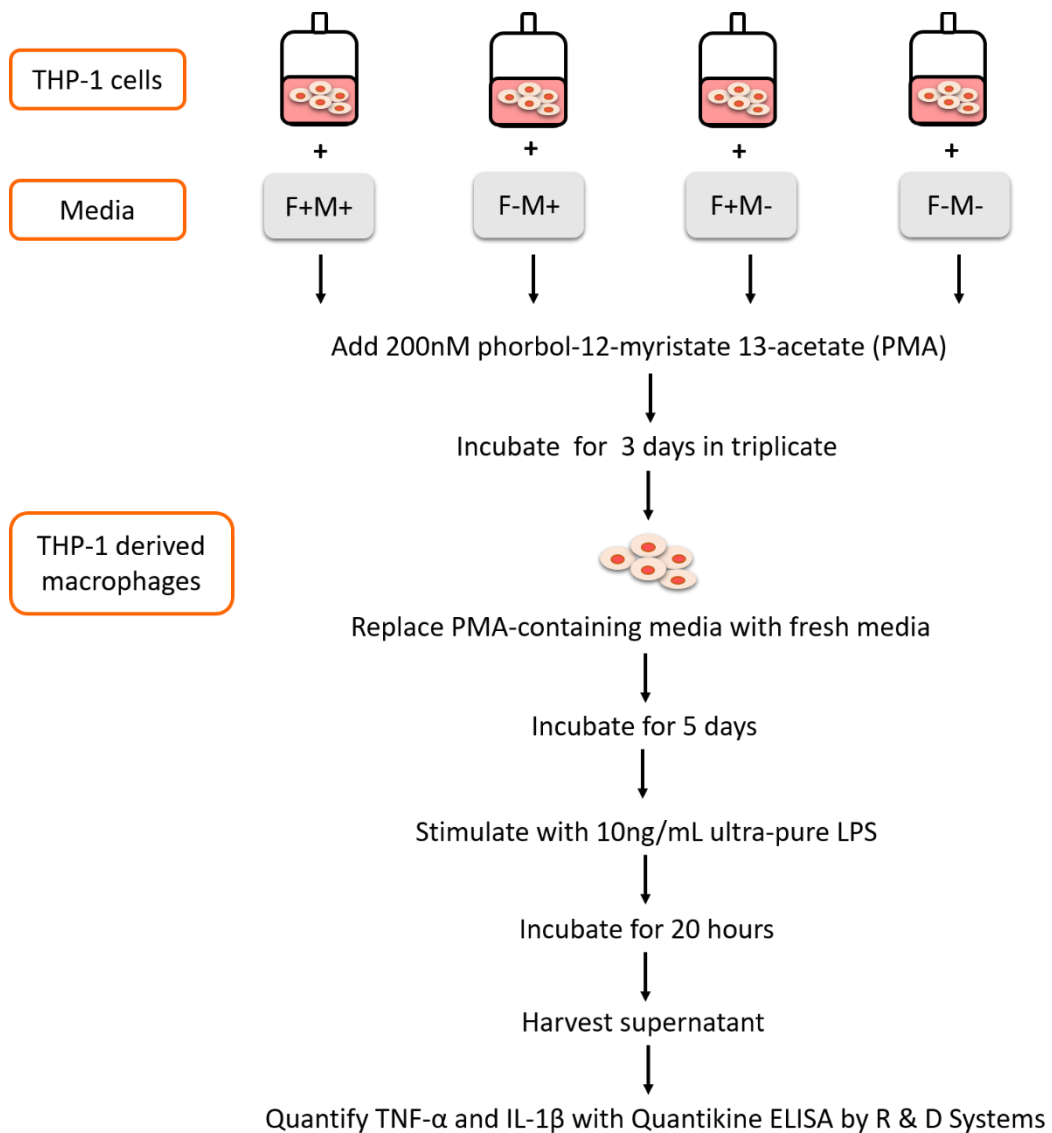 THP-1 cells
+ + + +
Media
F+M+ F-M+ F+M- F-M-
Add 200nM phorbol-12-myristate 13-acetate (PMA)
Incubate for 3 days in triplicate
THP-1 derived
macrophages
Replace PMA-containing media with fresh media
Incubate for 5 days
Stimulate with 10ng/mL ultra-pure LPS
Incubate for 20 hours
Harvest supernatant
Quantify TNF-α and IL-1β with Quantikine ELISA by R & D Systems